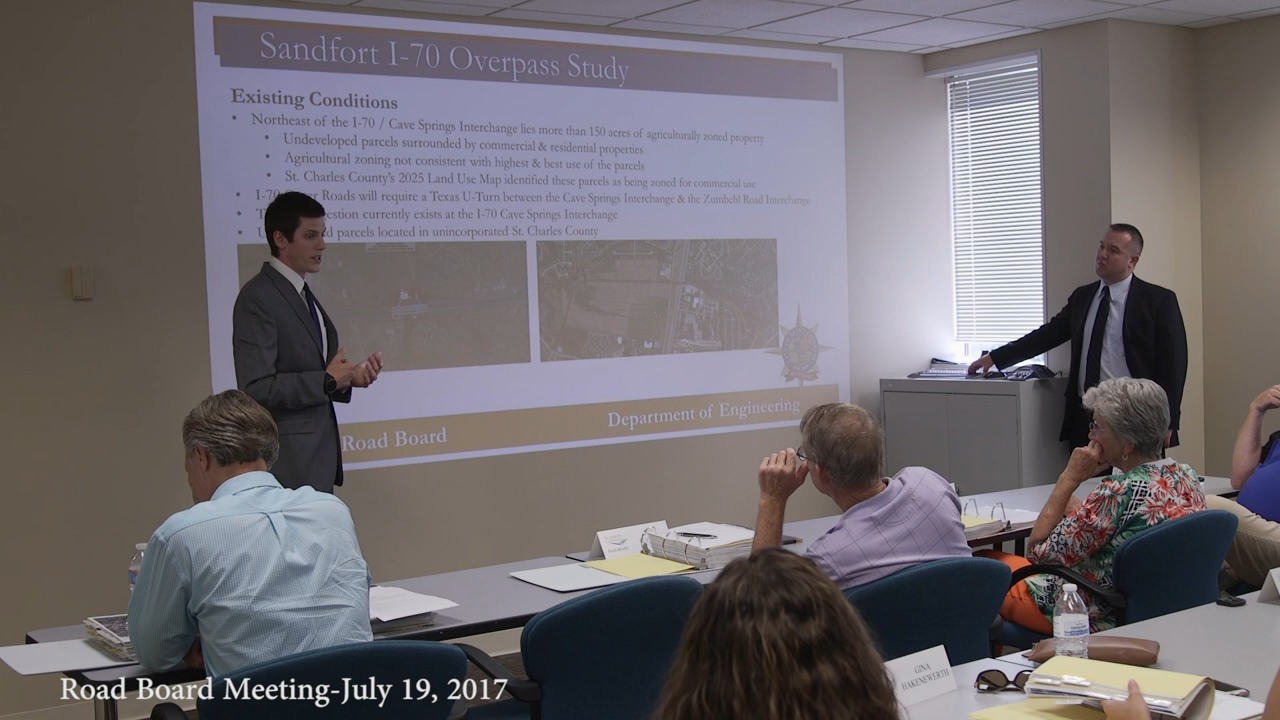 Sandfort I-70 Overpass Study
Existing Conditions
• Northeast of the I-70 / Cave Springs Interchange lies more than 150 acres of agriculturally zoned property
• Undeveloped parcels surrounded by commercial & residential properties
• Agricultural zoning not consistent with highest & best use of the parcels
• St. Charles County's 2025 Land Use Map identified these parcels as being zoned for commercial use
• I-70 Roads will require a Texas U-Turn between the Cave Springs Interchange & the Zumbehl Road Interchange
• currently exists at the I-70 Cave Springs Interchange
• parcels located in unincorporated St. Charles County
Road Board
Department of Engineering
GINA
HAKENEWERTH
Road Board Meeting-July 19, 2017